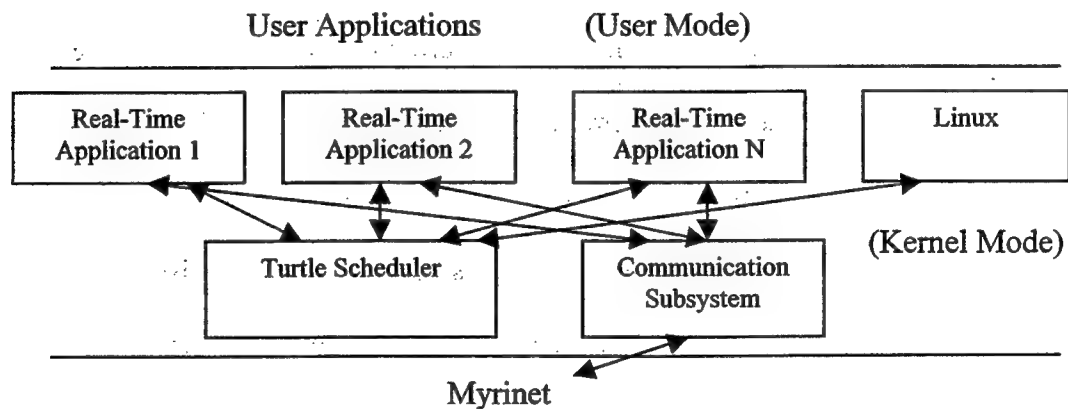 User Applications (User Mode)
Real-Time
Application 1
Real-Time
Application 2
Real-Time
Application N
Linux
(Kernel Mode)
Turtle Scheduler
Communication
Subsystem
Myrinet